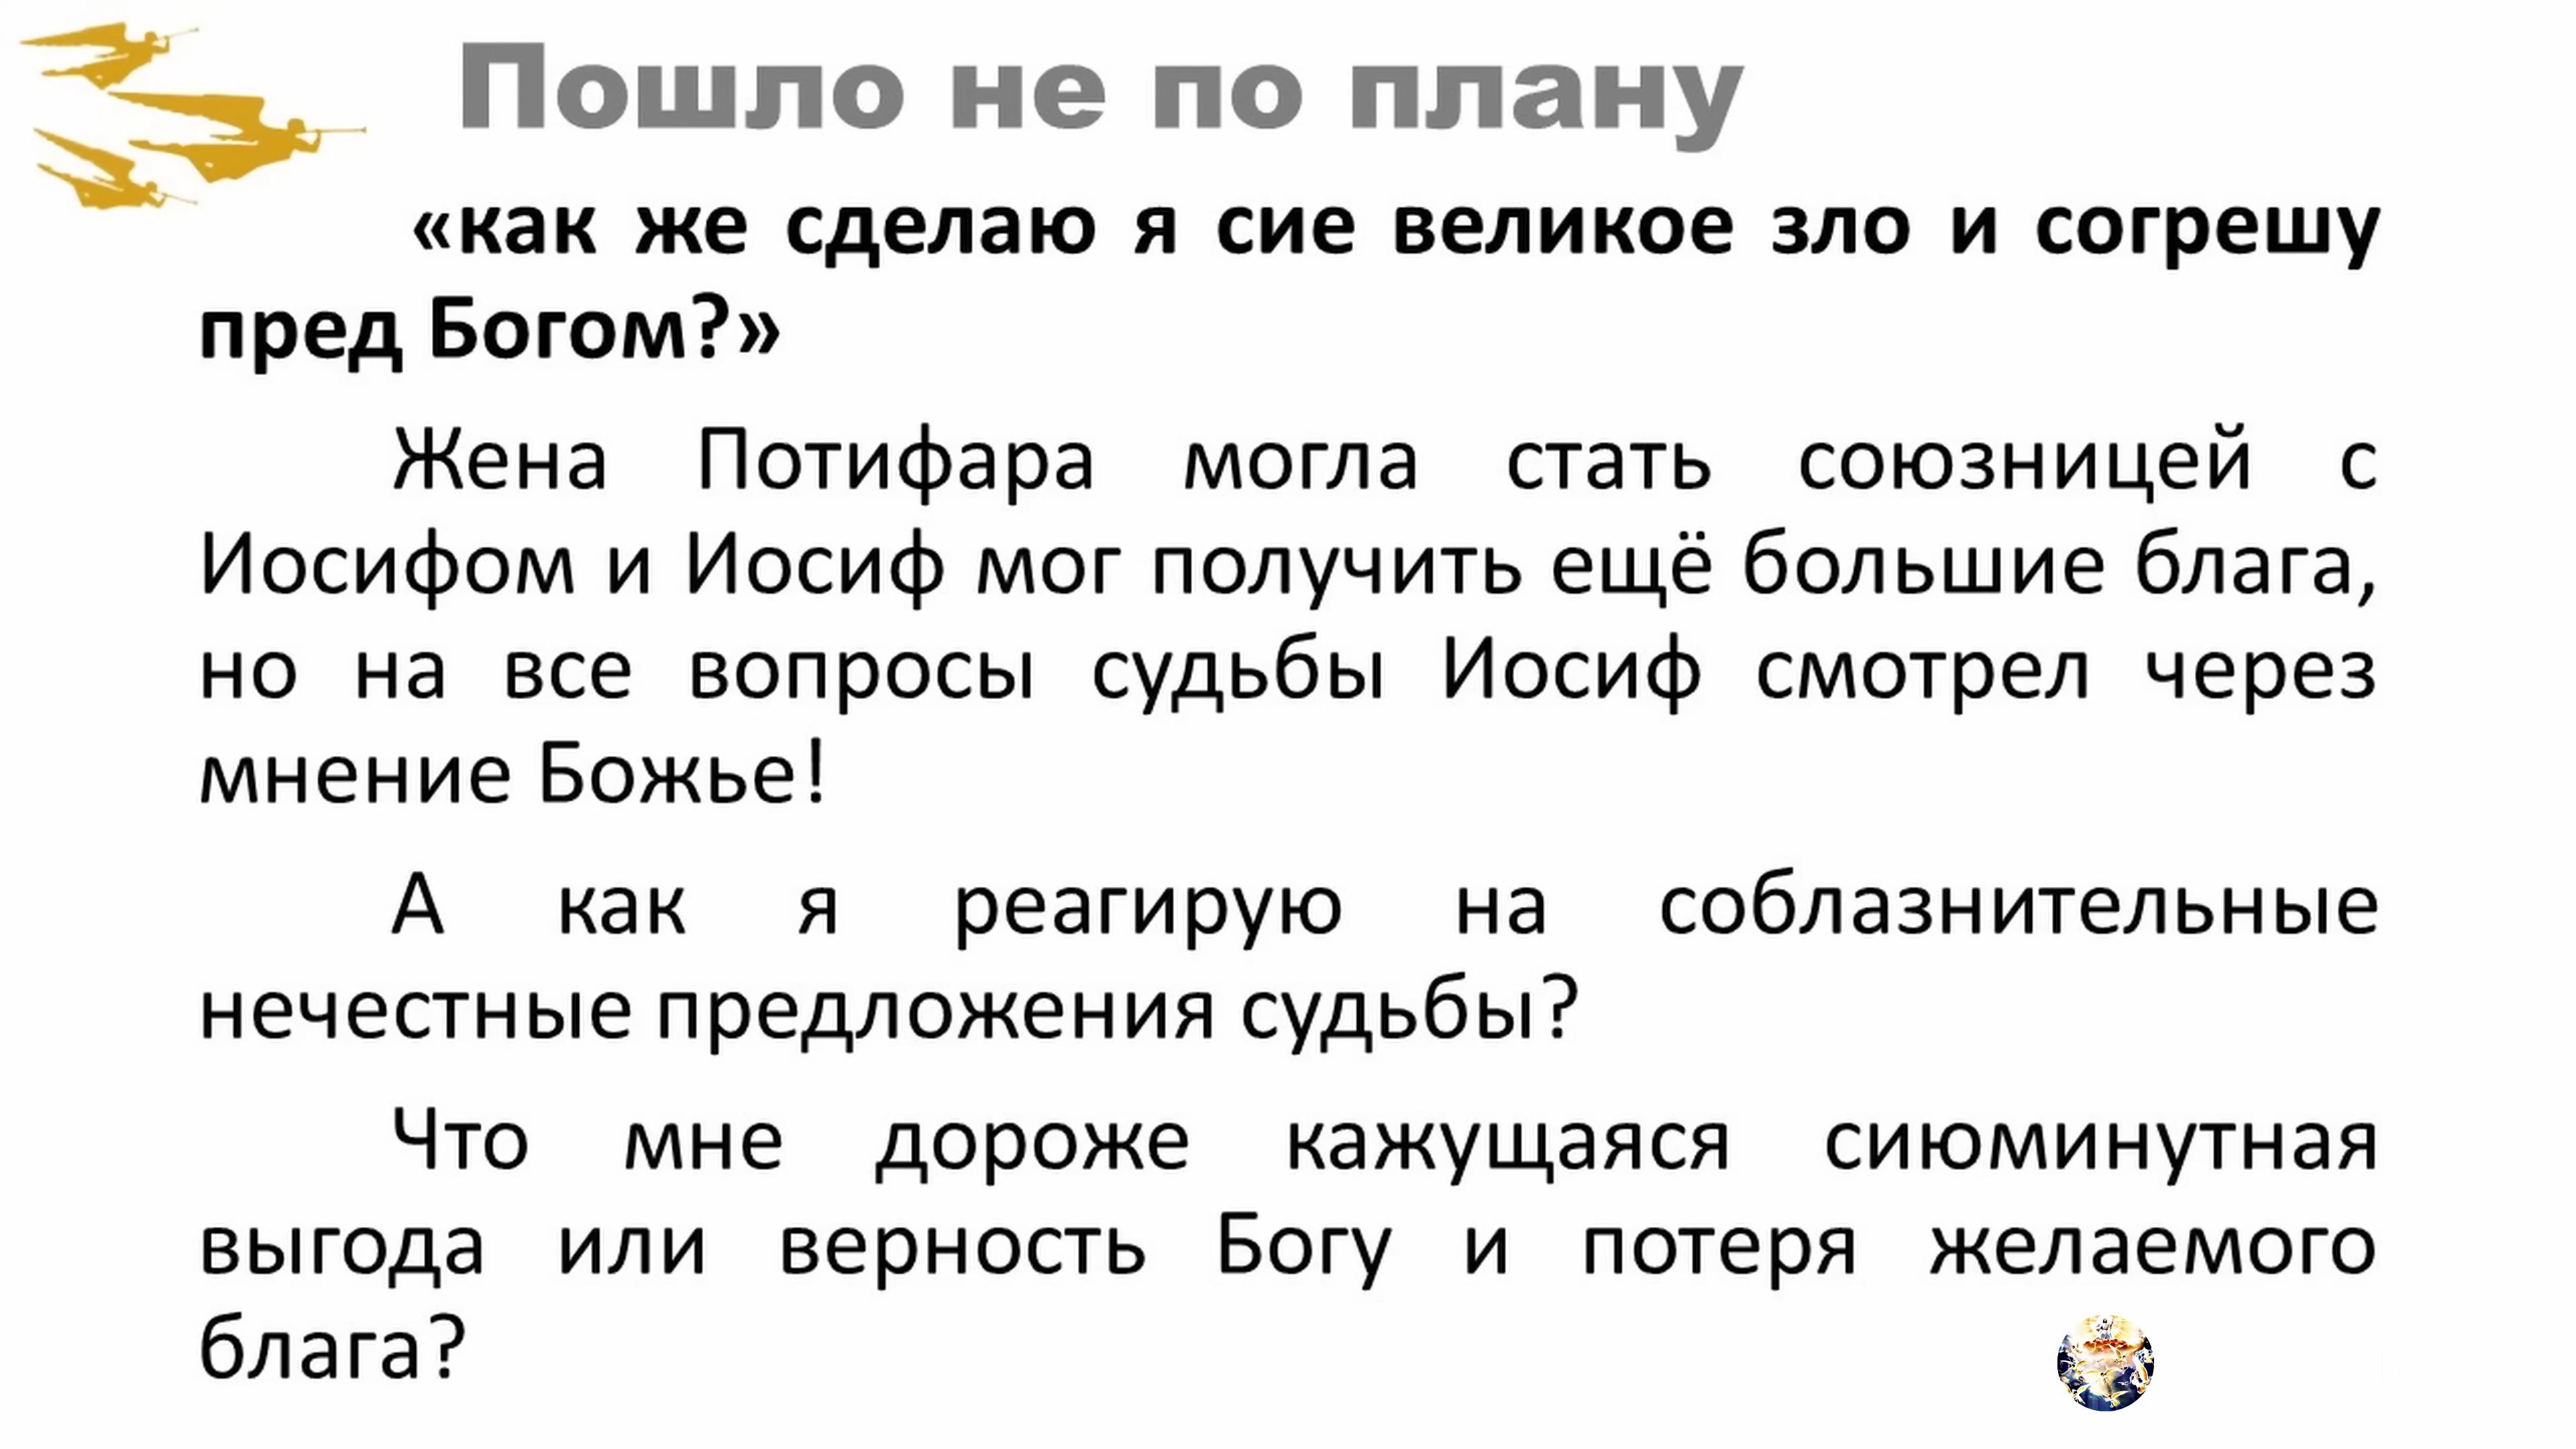 Пошло не по плану
«как же сделаю я сие великое зло и согрешу
пред Богом?»
Жена Потифара могла стать союзницей с
Иосифом и Иосиф мог получить ещё большие блага,
но на все вопросы судьбы Иосиф смотрел через
мнение Божье!
А как я реагирую на соблазнительные
нечестные предложения судьбы?
Что мне дороже кажущаяся сиюминутная
выгода или верность Богу и потеря желаемого
блага?